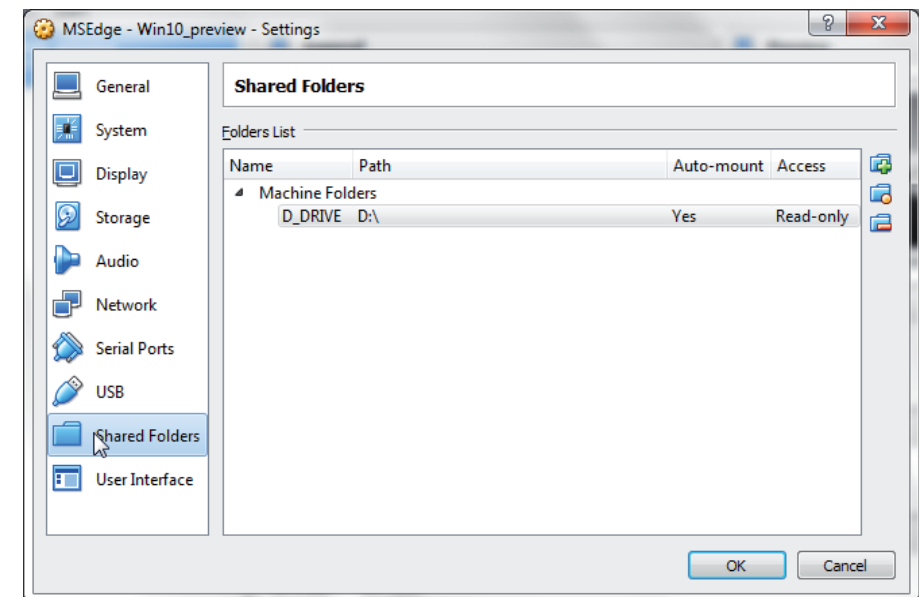 MSEdge - Win10_preview - Settings
General
System
Display
Storage
Audio
Network
Serial Ports
USB
Shared Folders
User Interface
Shared Folders
Folders List
Name Path Auto-mount Access
Machine Folders
D_DRIVE D:\ Yes Read-only
OK Cancel